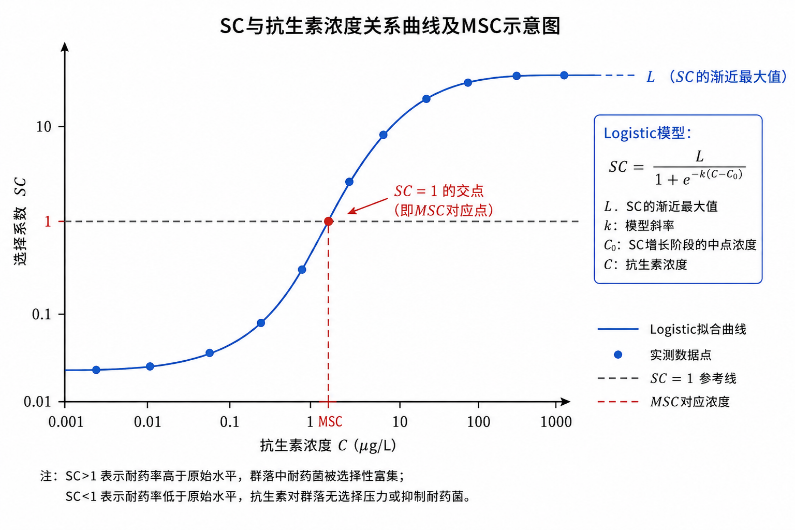 SC与抗生素浓度关系曲线及MSC示意图
L （SC的渐近最大值）
Logistic模型：
SC = L / (1 + e^{-k(C-C₀)})
L. SC的渐近最大值
k：模型斜率
C₀：SC增长阶段的中点浓度
C：抗生素浓度
SC = 1 的交点
（即MSC对应点）
选择系数 SC
10
1
0.1
0.01
0.001
0.01
0.1
1
MSC
10
100
1000
抗生素浓度 C (μg/L)
Logistic拟合曲线
实测数据点
SC = 1 参考线
MSC对应浓度
注：SC>1 表示耐药率高于原始水平，群落中耐药菌被选择性富集；
SC<1 表示耐药率低于原始水平，抗生素对群落无选择压力或抑制耐药菌。